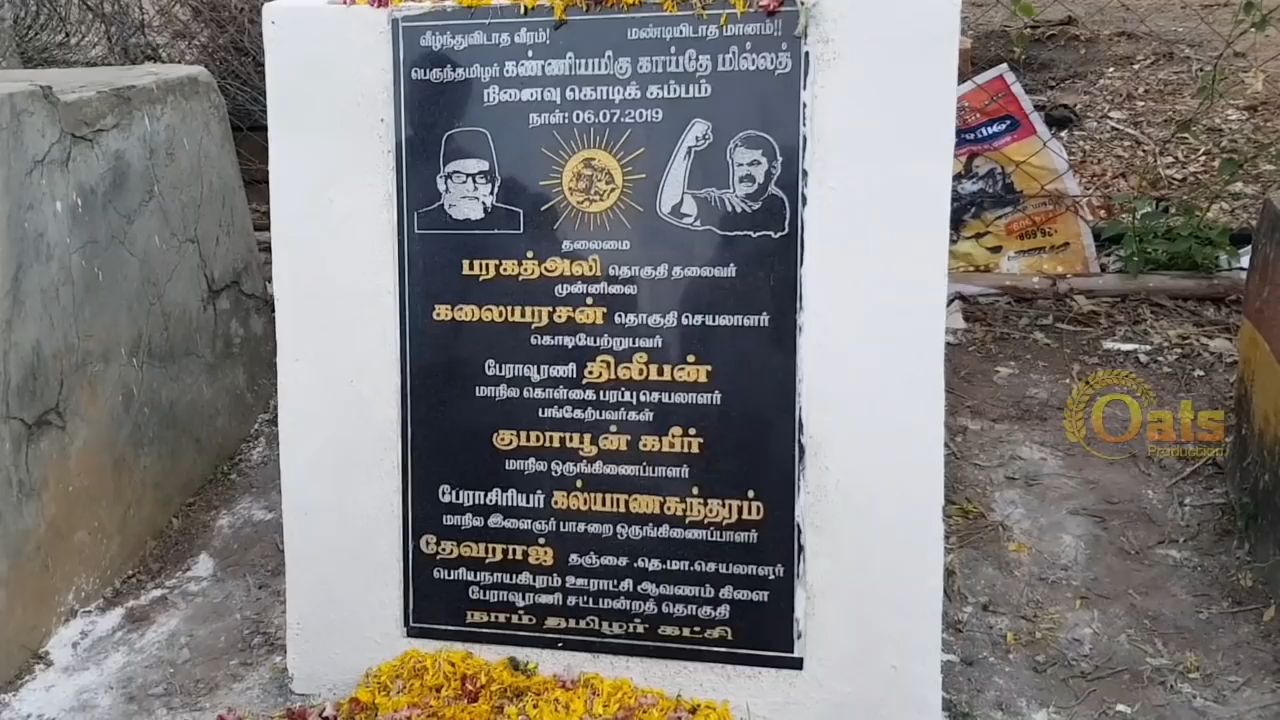 வீழ்ந்துவிடாத வீரம்! மண்டியிடாத மானம்!!
பெருந்தமிழர் கண்ணியமிகு காய்தே மில்லத்
நினைவு கொடிக் கம்பம்
நாள்: 06.07.2019
தலைமை
பரகத்அலி தொகுதி தலைவர்
முன்னிலை
கலையரசன் தொகுதி செயலாளர்
கொடியேற்றுபவர்
பேராவூரணி திலீபன்
மாநில கொள்கை பரப்பு செயலாளர்
பங்கேற்பவர்கள்
குமாயூன் கபீர்
மாநில ஒருங்கிணைப்பாளர்
பேராசிரியர் கல்யாணசுந்தரம்
மாநில இளைஞர் பாசறை ஒருங்கிணைப்பாளர்
தேவராஜ் தஞ்சை .தெ.மா.செயலாளர்
பெரியநாயகிபுரம் ஊராட்சி ஆவணம் கிளை
பேராவூரணி சட்டமன்றத் தொகுதி
நாம் தமிழர் கட்சி
Oats
Production